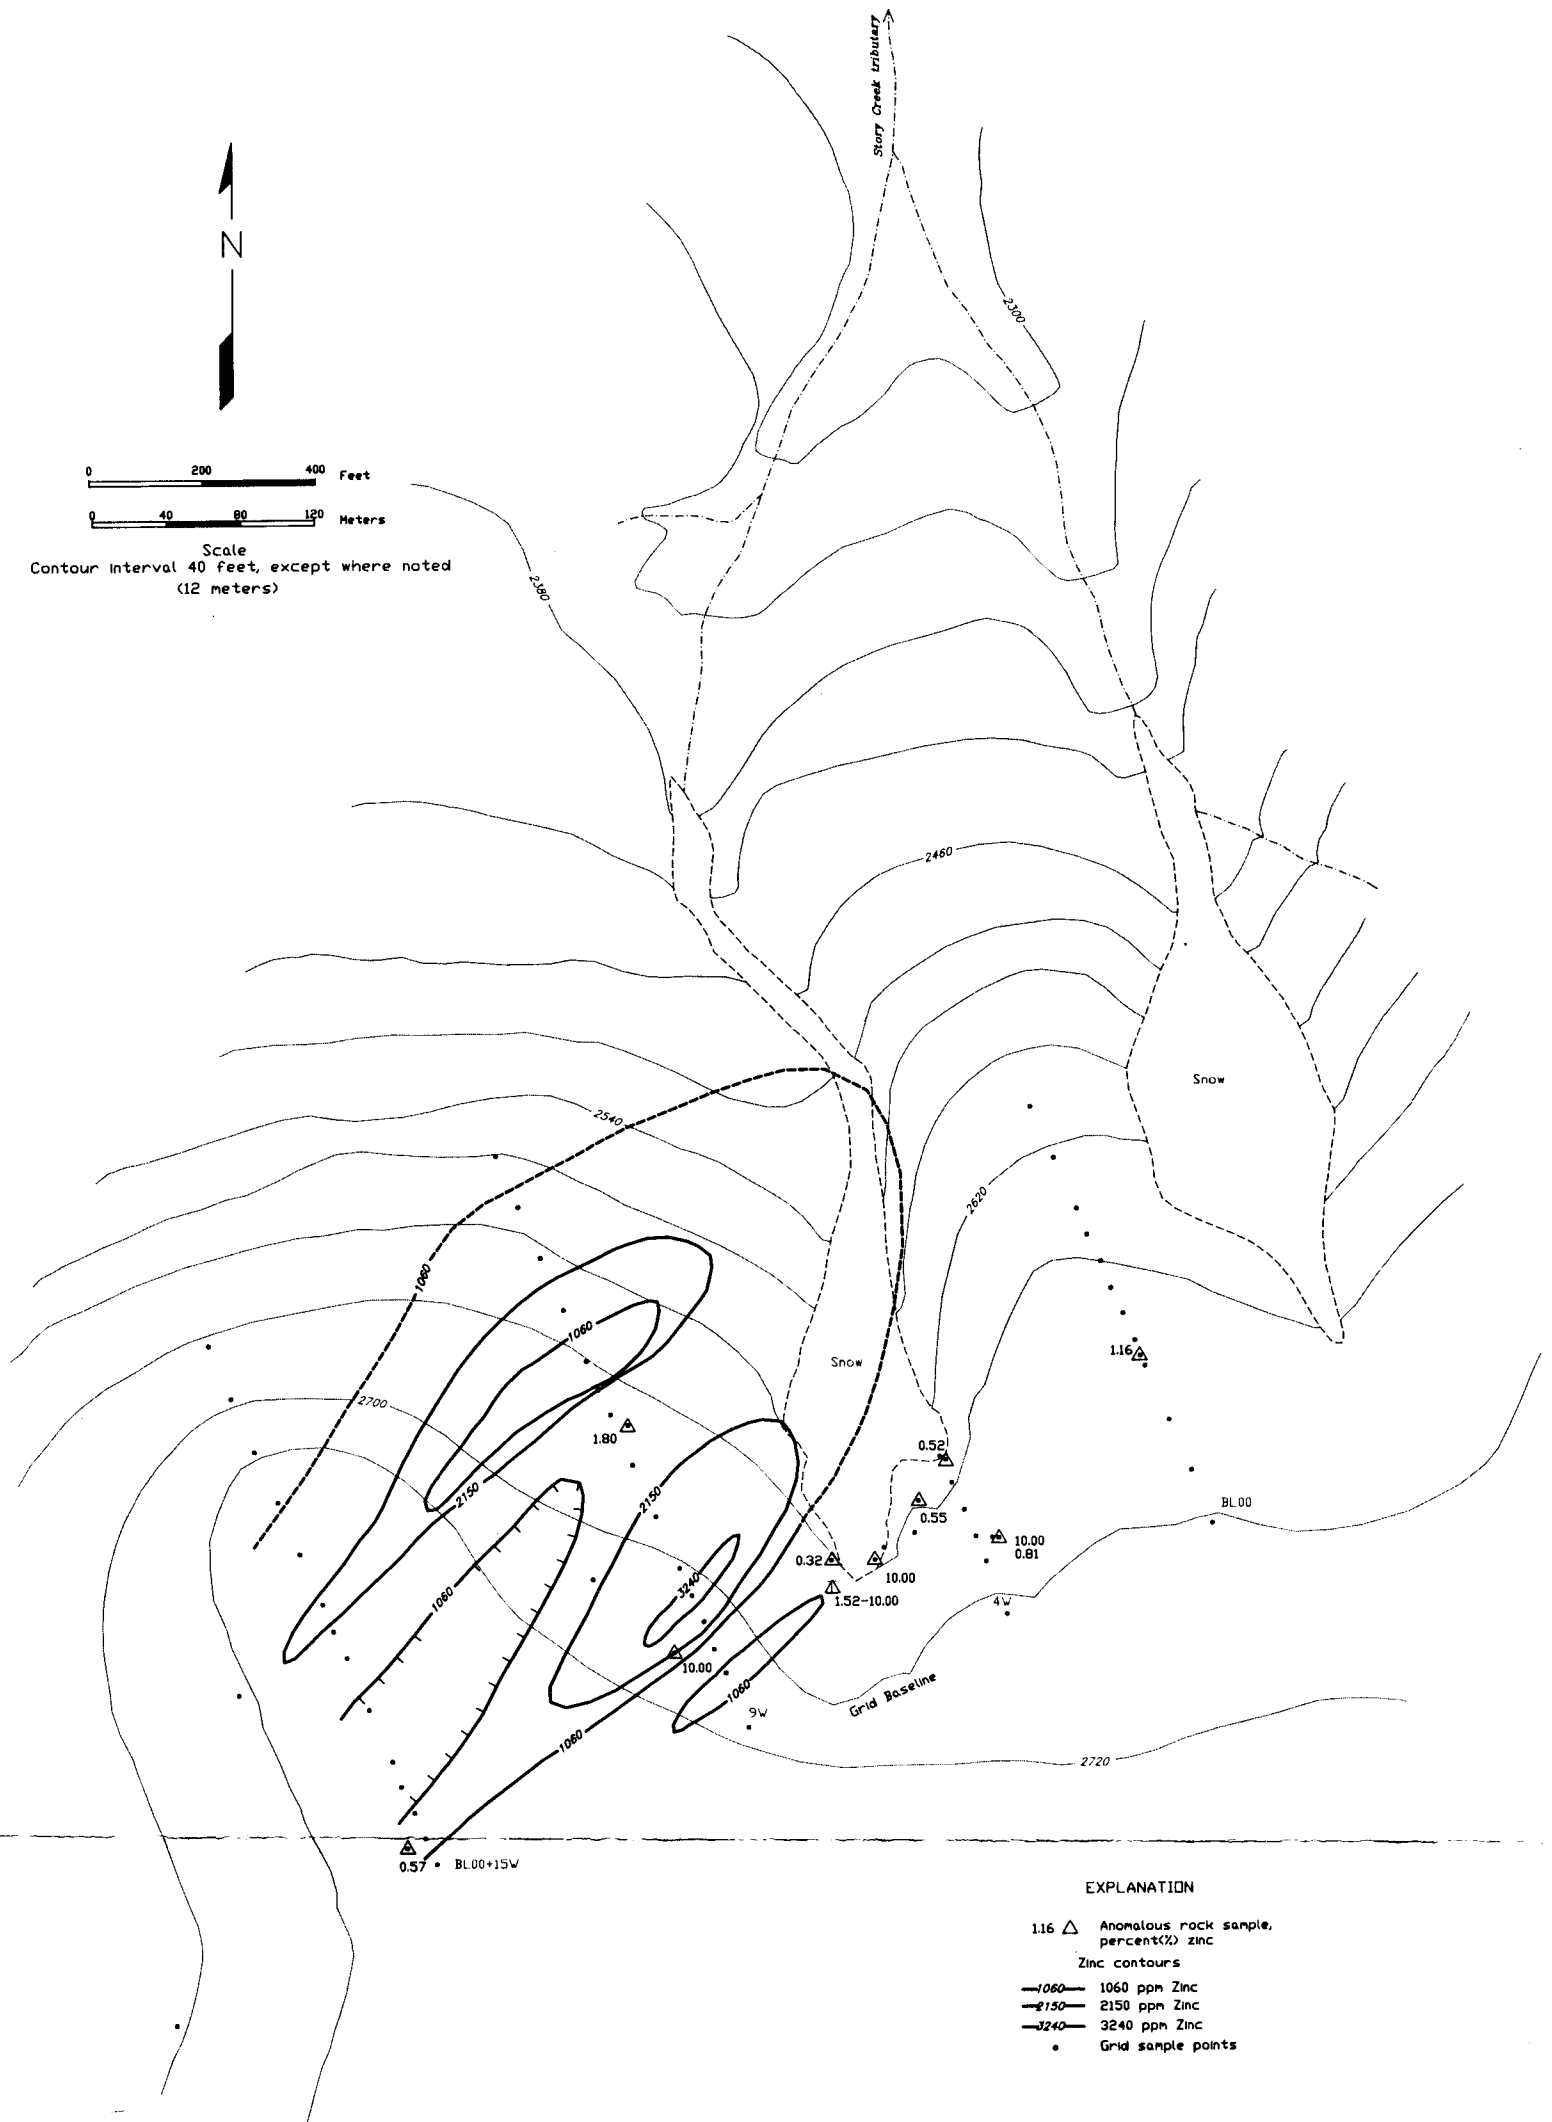 Story Creek tributary
N
0 200 400 Feet
0 40 80 120 Meters
Scale
Contour Interval 40 feet, except where noted
(12 meters)
2300
2380
2460
Snow
2540
2620
1060
1060
Snow
1.16
2700
1.80
0.52
2150
2150
BL00
0.55
10.00
0.81
0.32
10.00
3240
1060
1.52-10.00
4W
10.00
1060
Grid Baseline
9W
1060
2720
0.57
BL00+15W
EXPLANATION
1.16 Anomalous rock sample,
percent(%) zinc
Zinc contours
1060 1060 ppm Zinc
2150 2150 ppm Zinc
3240 3240 ppm Zinc
Grid sample points